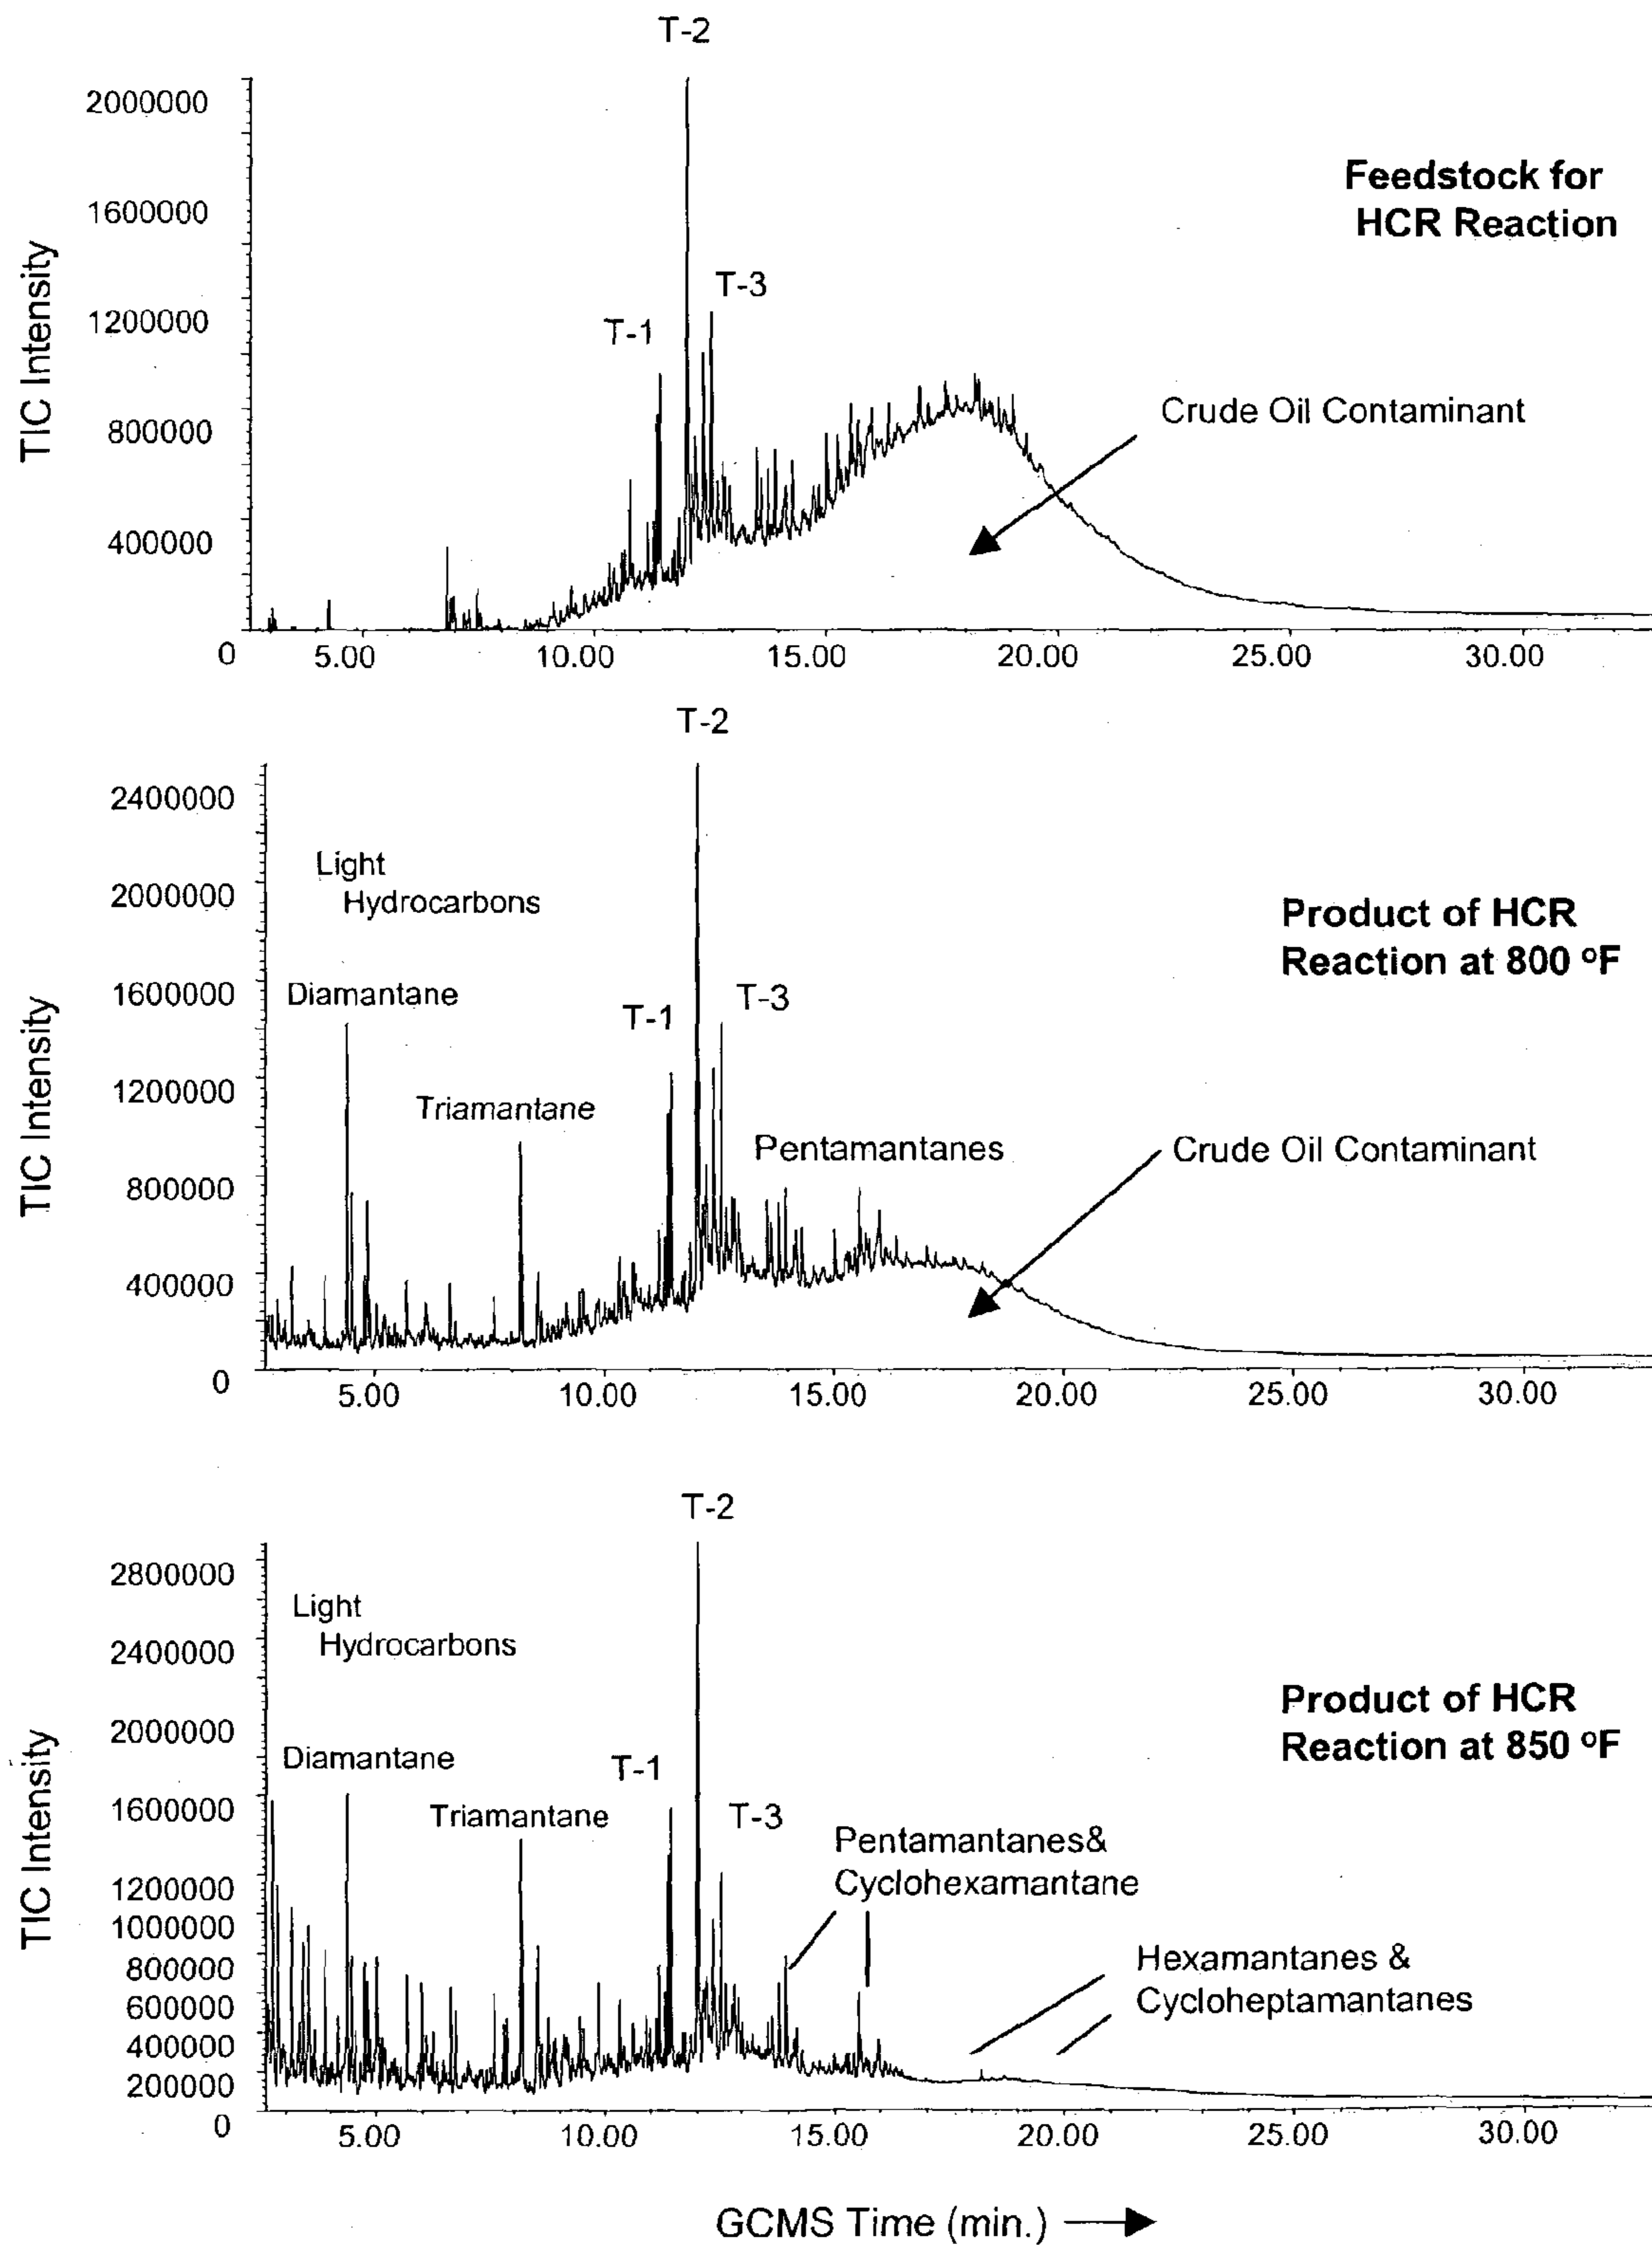 T-2
2000000
Feedstock for
HCR Reaction
1600000
T-3
1200000
T-1
TIC Intensity
800000
Crude Oil Contaminant
400000
0 5.00 10.00 15.00 20.00 25.00 30.00
T-2
2400000
Light
Hydrocarbons
2000000
Product of HCR
Reaction at 800 °F
1600000
Diamantane
T-3
T-1
1200000
Triamantane
TIC Intensity
Pentamantanes
Crude Oil Contaminant
800000
400000
0
5.00 10.00 15.00 20.00 25.00 30.00
T-2
2800000
Light
Hydrocarbons
2400000
Product of HCR
Reaction at 850 °F
2000000
Diamantane
T-1
1600000
Triamantane
T-3
Pentamantanes&
Cyclohexamantane
TIC Intensity
1200000
1000000
800000
Hexamantanes &
Cycloheptamantanes
600000
400000
200000
0
5.00 10.00 15.00 20.00 25.00 30.00
GCMS Time (min.)